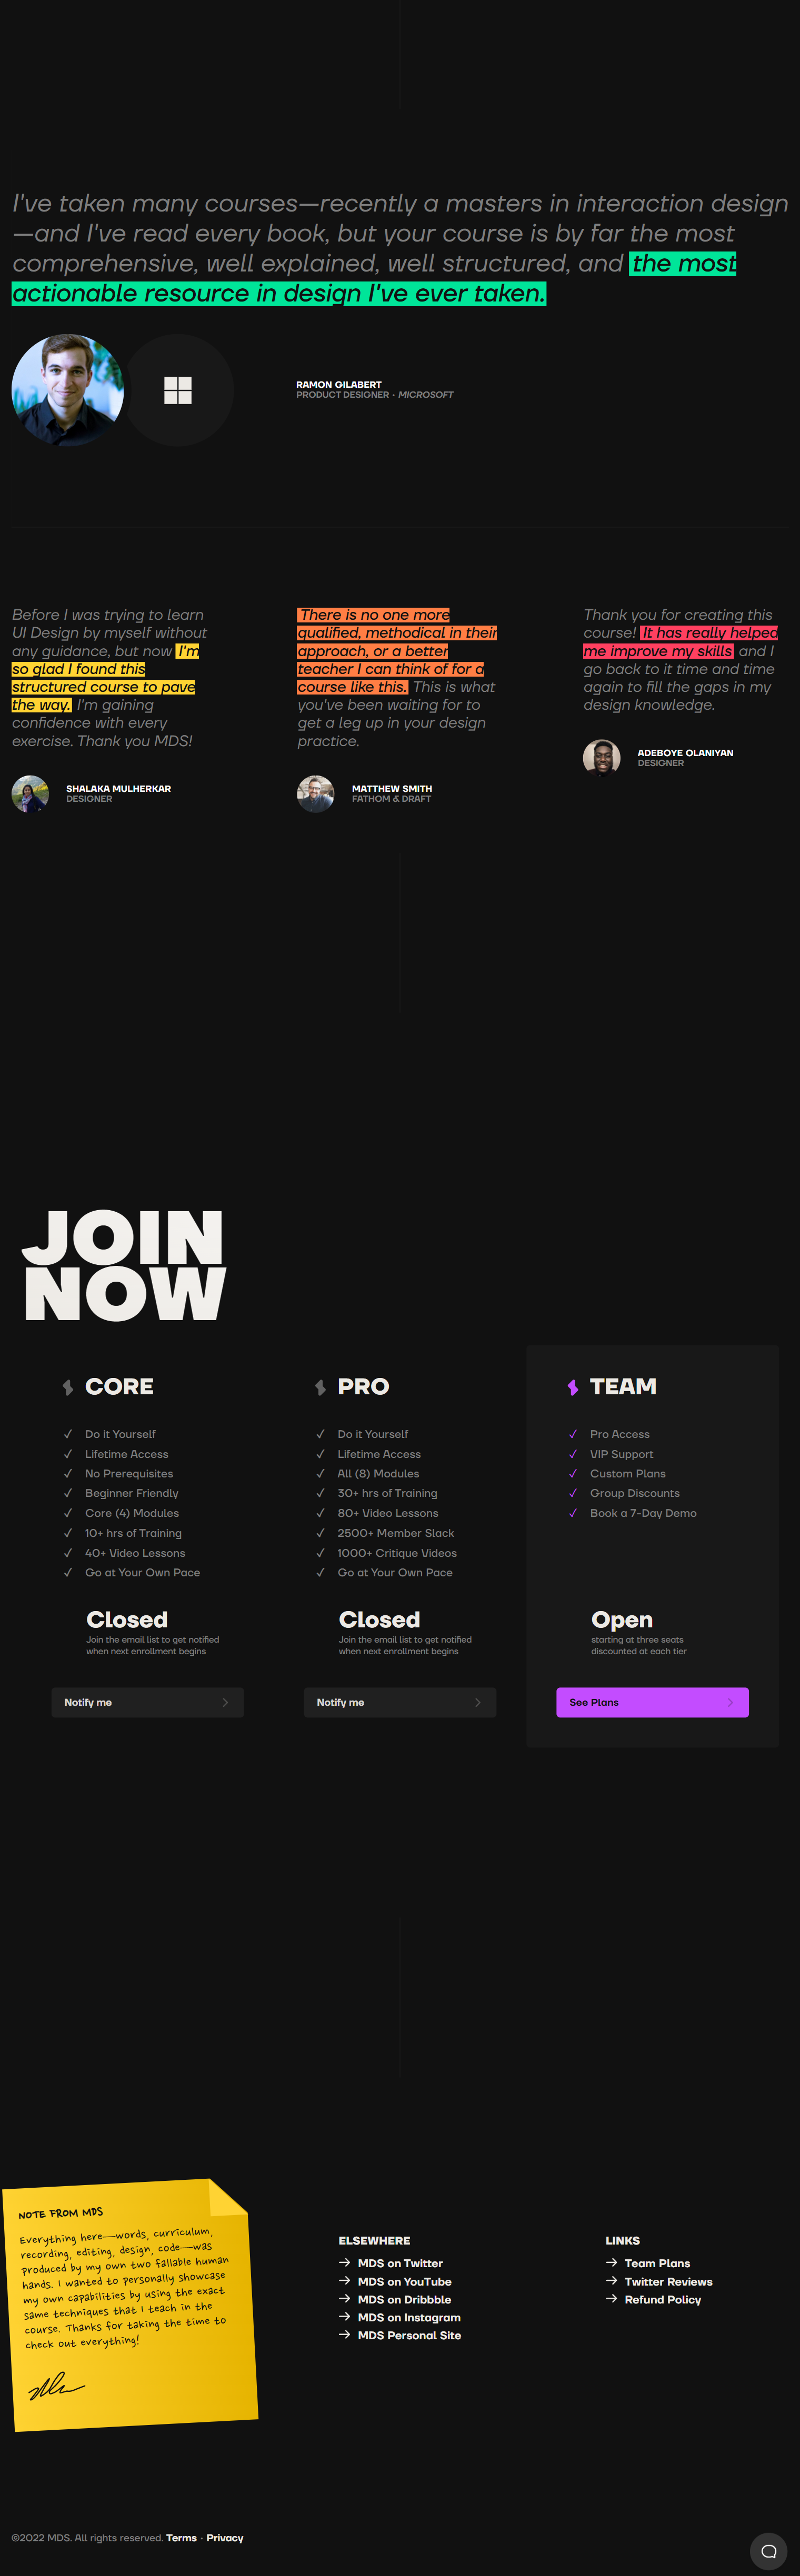 I've taken many courses—recently a masters in interaction design
—and I've read every book, but your course is by far the most
comprehensive, well explained, well structured, and the most
actionable resource in design I've ever taken.
RAMON GILABERT
PRODUCT DESIGNER · MICROSOFT
Before I was trying to learn
UI Design by myself without
any guidance, but now I'm
so glad I found this
structured course to pave
the way. I'm gaining
confidence with every
exercise. Thank you MDS!
SHALAKA MULHERKAR
DESIGNER
There is no one more
qualified, methodical in their
approach, or a better
teacher I can think of for a
course like this. This is what
you've been waiting for to
get a leg up in your design
practice.
MATTHEW SMITH
FATHOM & DRAFT
Thank you for creating this
course! It has really helped
me improve my skills and I
go back to it time and time
again to fill the gaps in my
design knowledge.
ADEBOYE OLANIYAN
DESIGNER
JOIN
NOW
CORE
✓ Do it Yourself
✓ Lifetime Access
✓ No Prerequisites
✓ Beginner Friendly
✓ Core (4) Modules
✓ 10+ hrs of Training
✓ 40+ Video Lessons
✓ Go at Your Own Pace
Closed
Join the email list to get notified
when next enrollment begins
Notify me
PRO
✓ Do it Yourself
✓ Lifetime Access
✓ All (8) Modules
✓ 30+ hrs of Training
✓ 80+ Video Lessons
✓ 2500+ Member Slack
✓ 1000+ Critique Videos
✓ Go at Your Own Pace
Closed
Join the email list to get notified
when next enrollment begins
Notify me
TEAM
✓ Pro Access
✓ VIP Support
✓ Custom Plans
✓ Group Discounts
✓ Book a 7-Day Demo
Open
starting at three seats
discounted at each tier
See Plans
NOTE FROM MDS
Everything here—words, curriculum,
recording, editing, design, code—was
produced by my own two fallable human
hands. I wanted to personally showcase
my own capabilities by using the exact
same techniques that I teach in the
course. Thanks for taking the time to
check out everything!
ELSEWHERE
→ MDS on Twitter
→ MDS on YouTube
→ MDS on Dribbble
→ MDS on Instagram
→ MDS Personal Site
LINKS
→ Team Plans
→ Twitter Reviews
→ Refund Policy
©2022 MDS. All rights reserved. Terms · Privacy